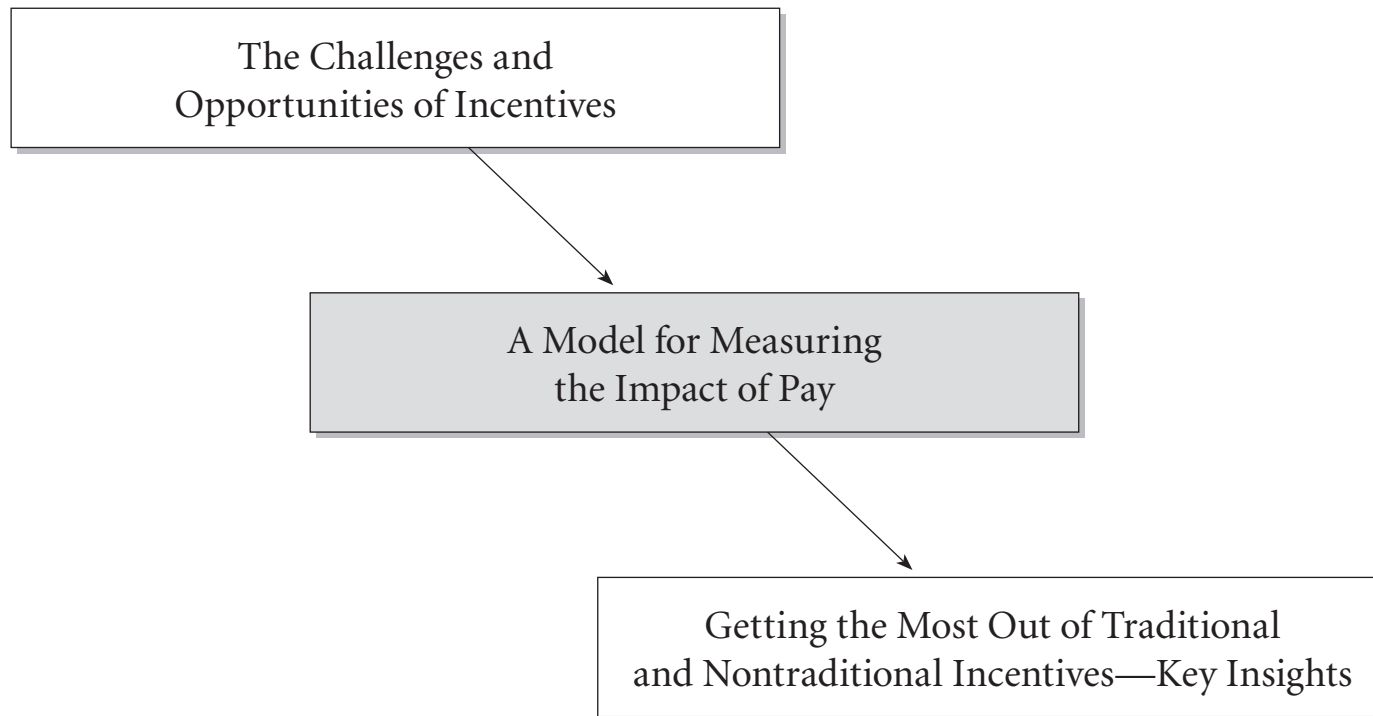 The Challenges and
Opportunities of Incentives
A Model for Measuring
the Impact of Pay
Getting the Most Out of Traditional
and Nontraditional Incentives—Key Insights